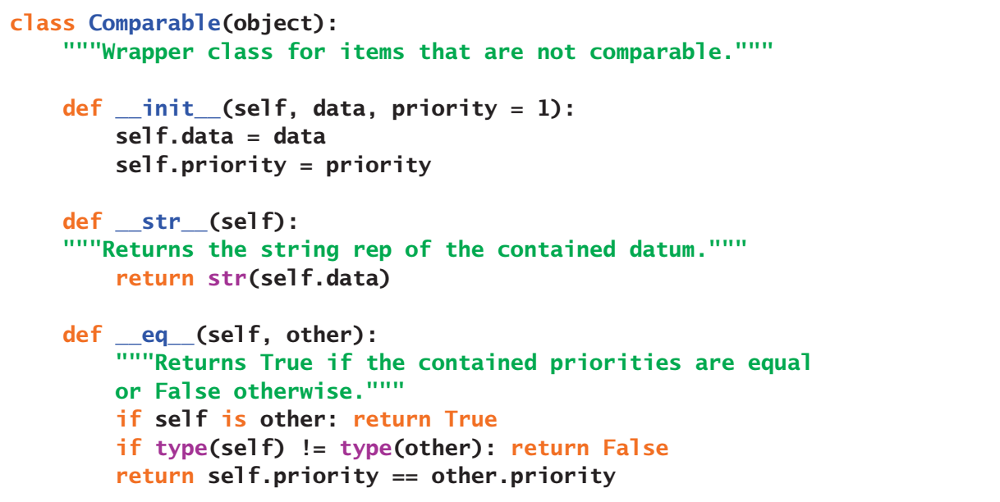 class Comparable(object):
    """Wrapper class for items that are not comparable."""

    def __init__(self, data, priority = 1):
        self.data = data
        self.priority = priority

    def __str__(self):
    """Returns the string rep of the contained datum."""
        return str(self.data)

    def __eq__(self, other):
        """Returns True if the contained priorities are equal
        or False otherwise."""
        if self is other: return True
        if type(self) != type(other): return False
        return self.priority == other.priority